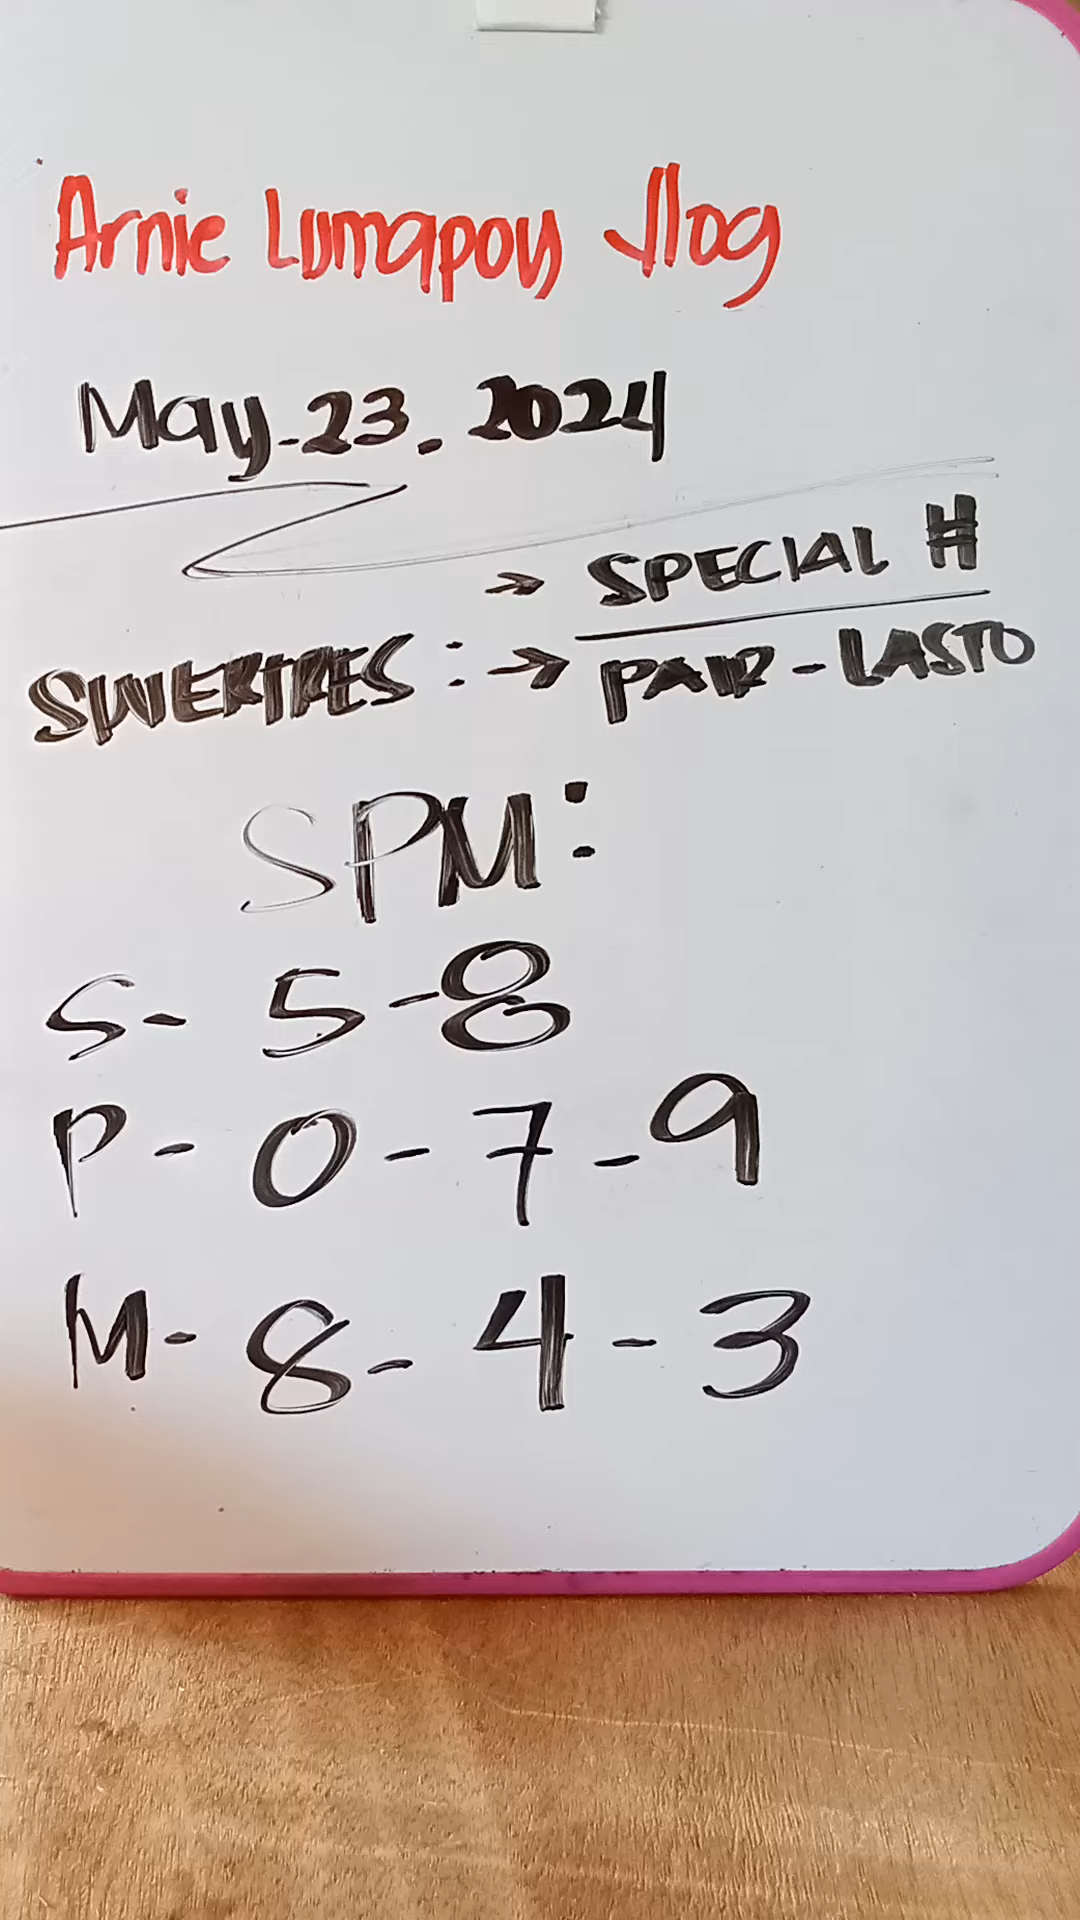 Arnie Lumapoy Vlog
May-23. 2024
→ SPECIAL #
SWERTRES : → PAIR - LASTO
SPM:
S- 5-8
P- 0-7-9
M- 8-4-3